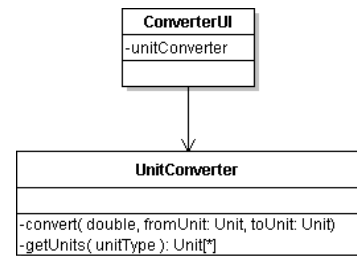 ConverterUI
-unitConverter
UnitConverter
-convert( double, fromUnit: Unit, toUnit: Unit)
-getUnits( unitType ): Unit[*]